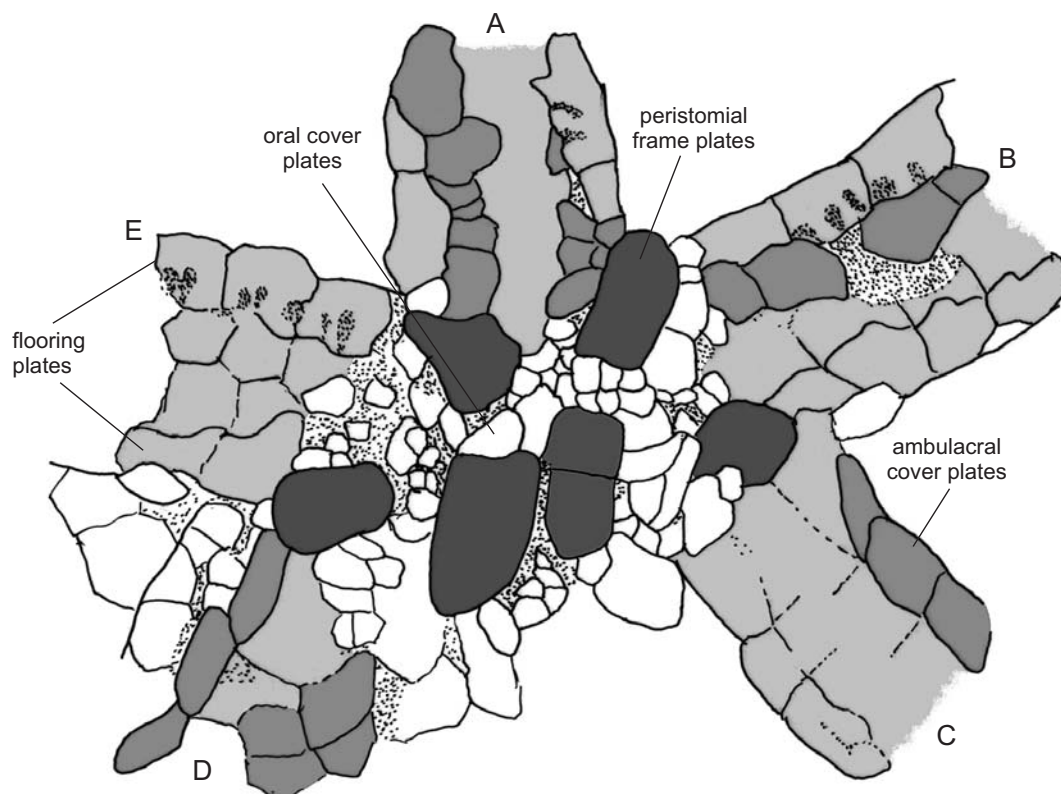 A
peristomial
frame plates
oral cover
plates
B
E
flooring
plates
ambulacral
cover plates
C
D